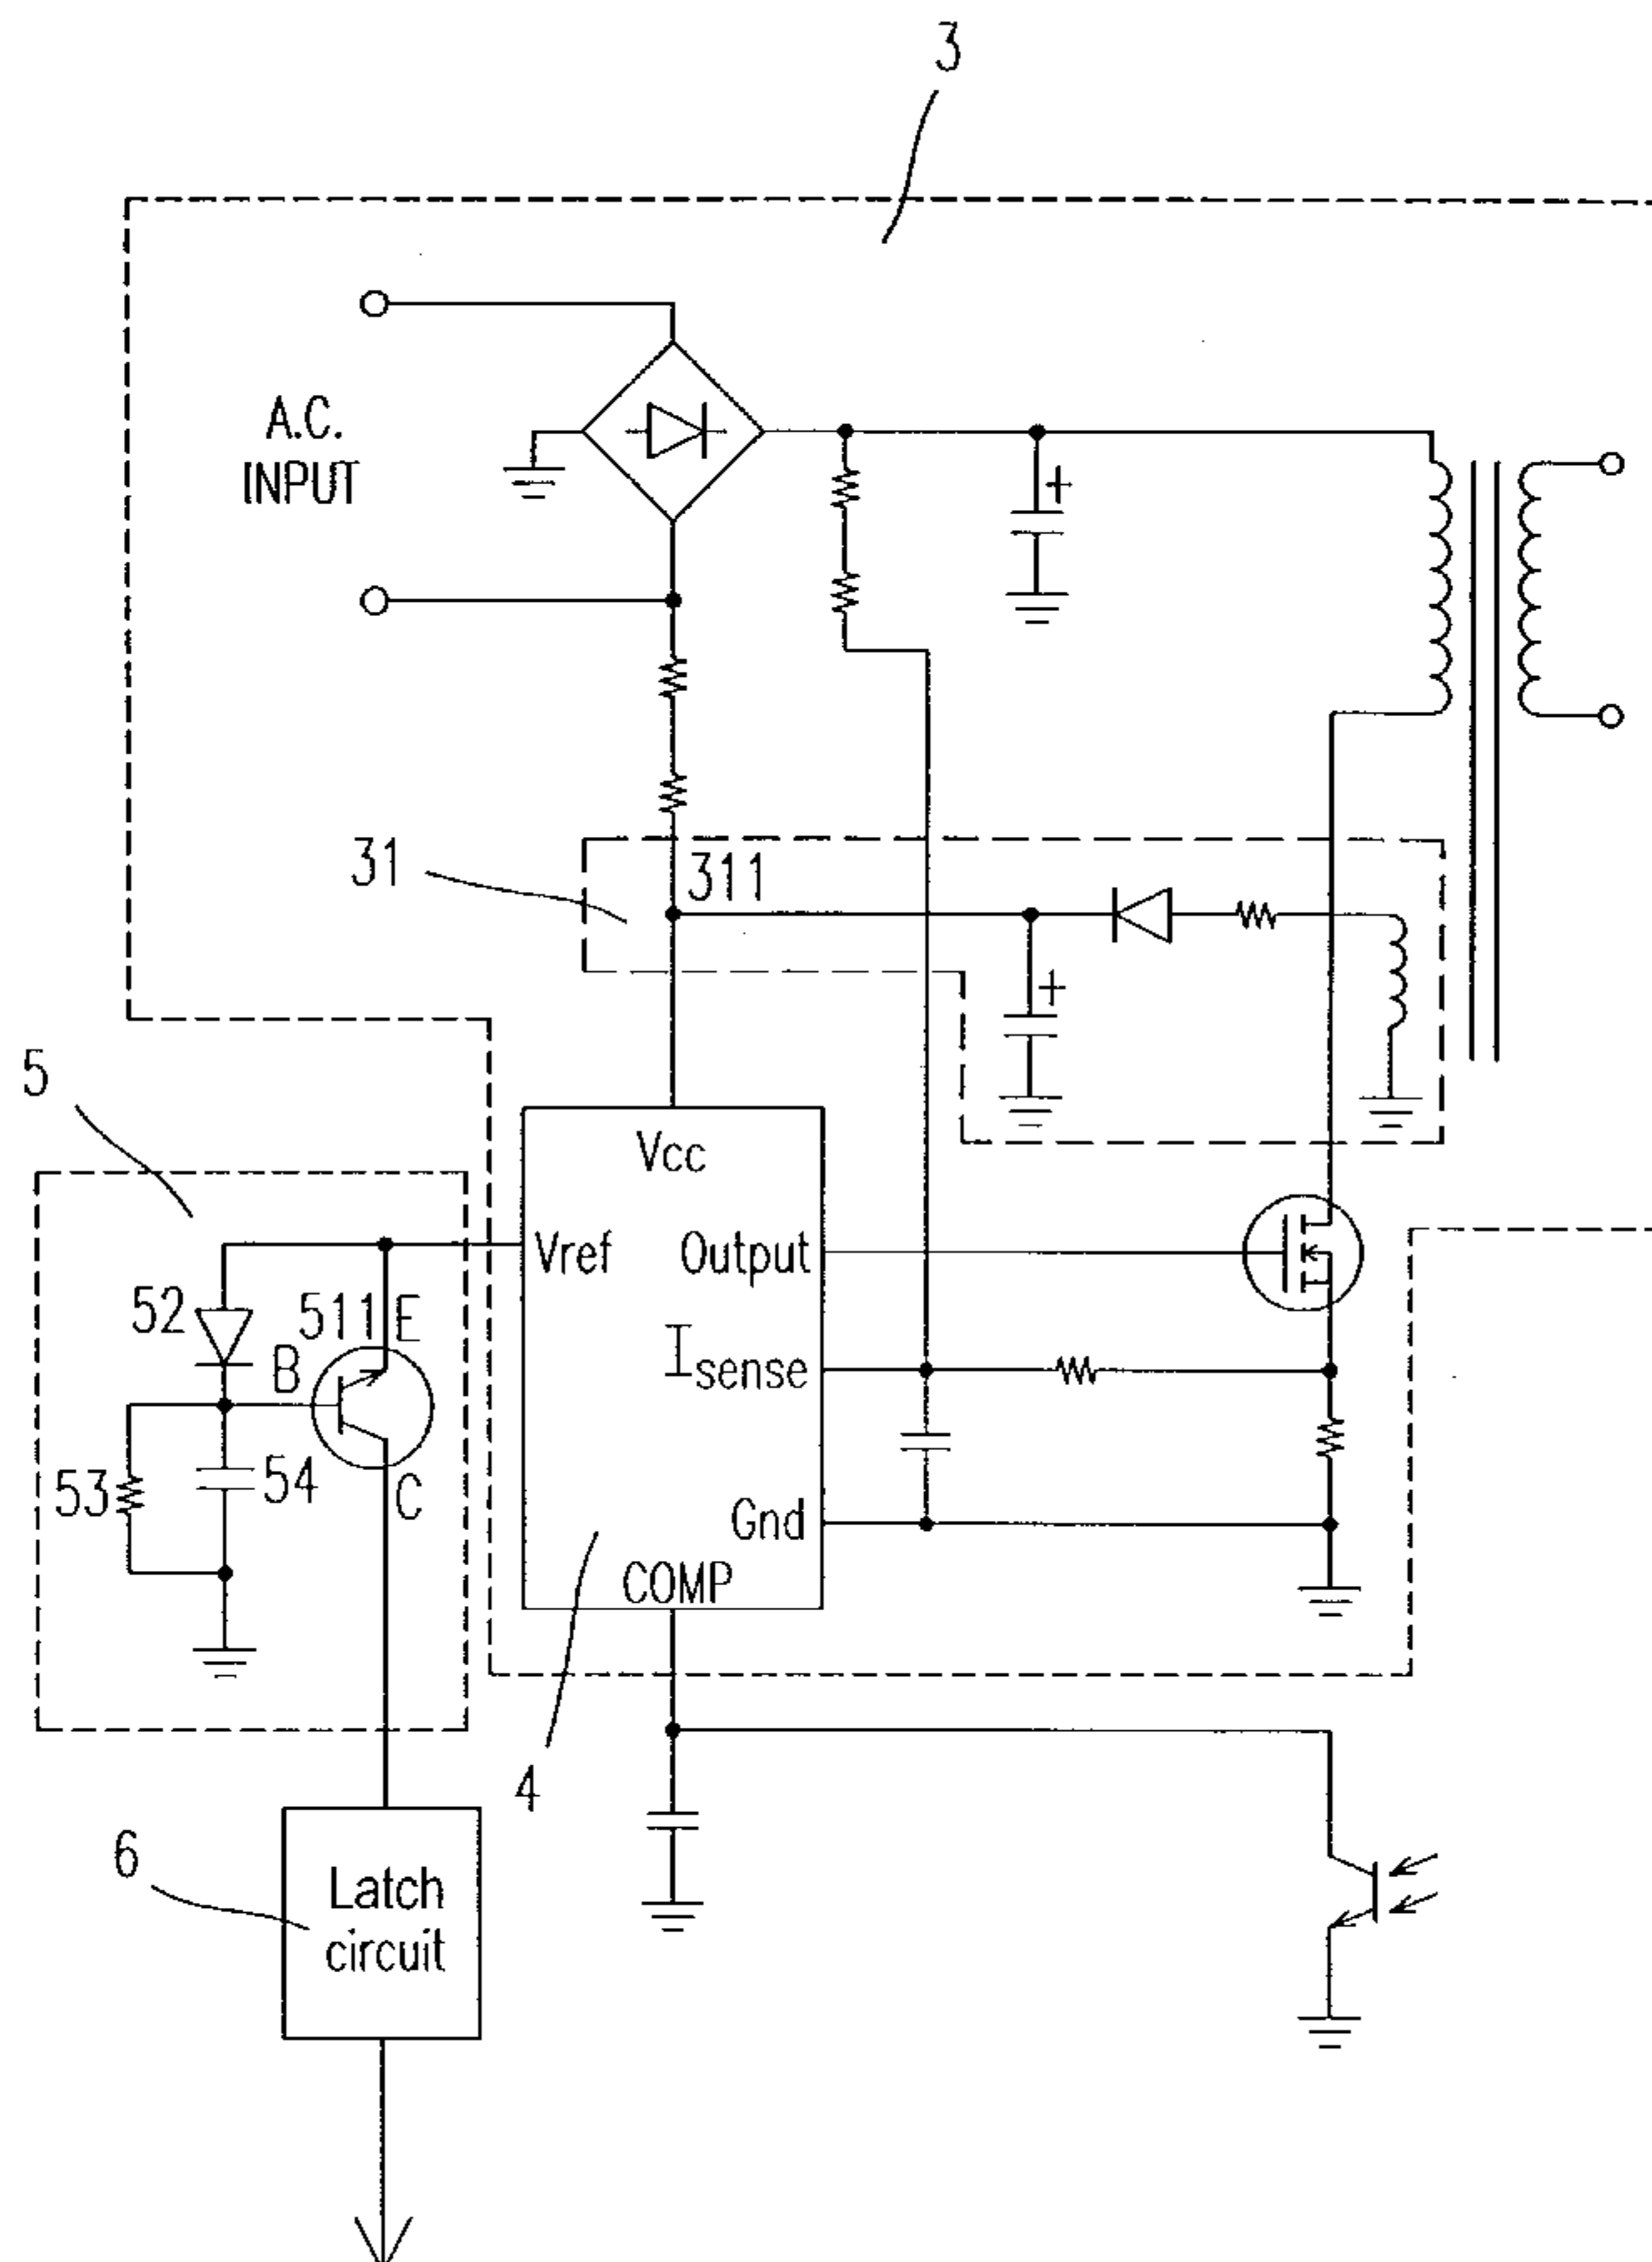 3
A.C.
INPUT
31
311
5
Vcc
Vref
Output
52
511
E
B
Isense
53
54
C
Gnd
COMP
4
6
Latch
circuit
+
+